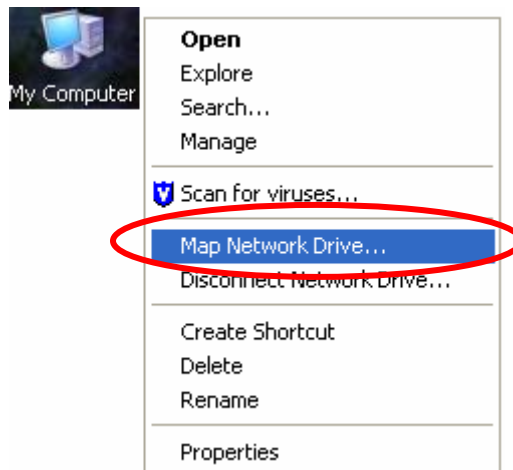 My Computer
Open
Explore
Search...
Manage
Scan for viruses...
Map Network Drive...
Disconnect Network Drive...
Create Shortcut
Delete
Rename
Properties